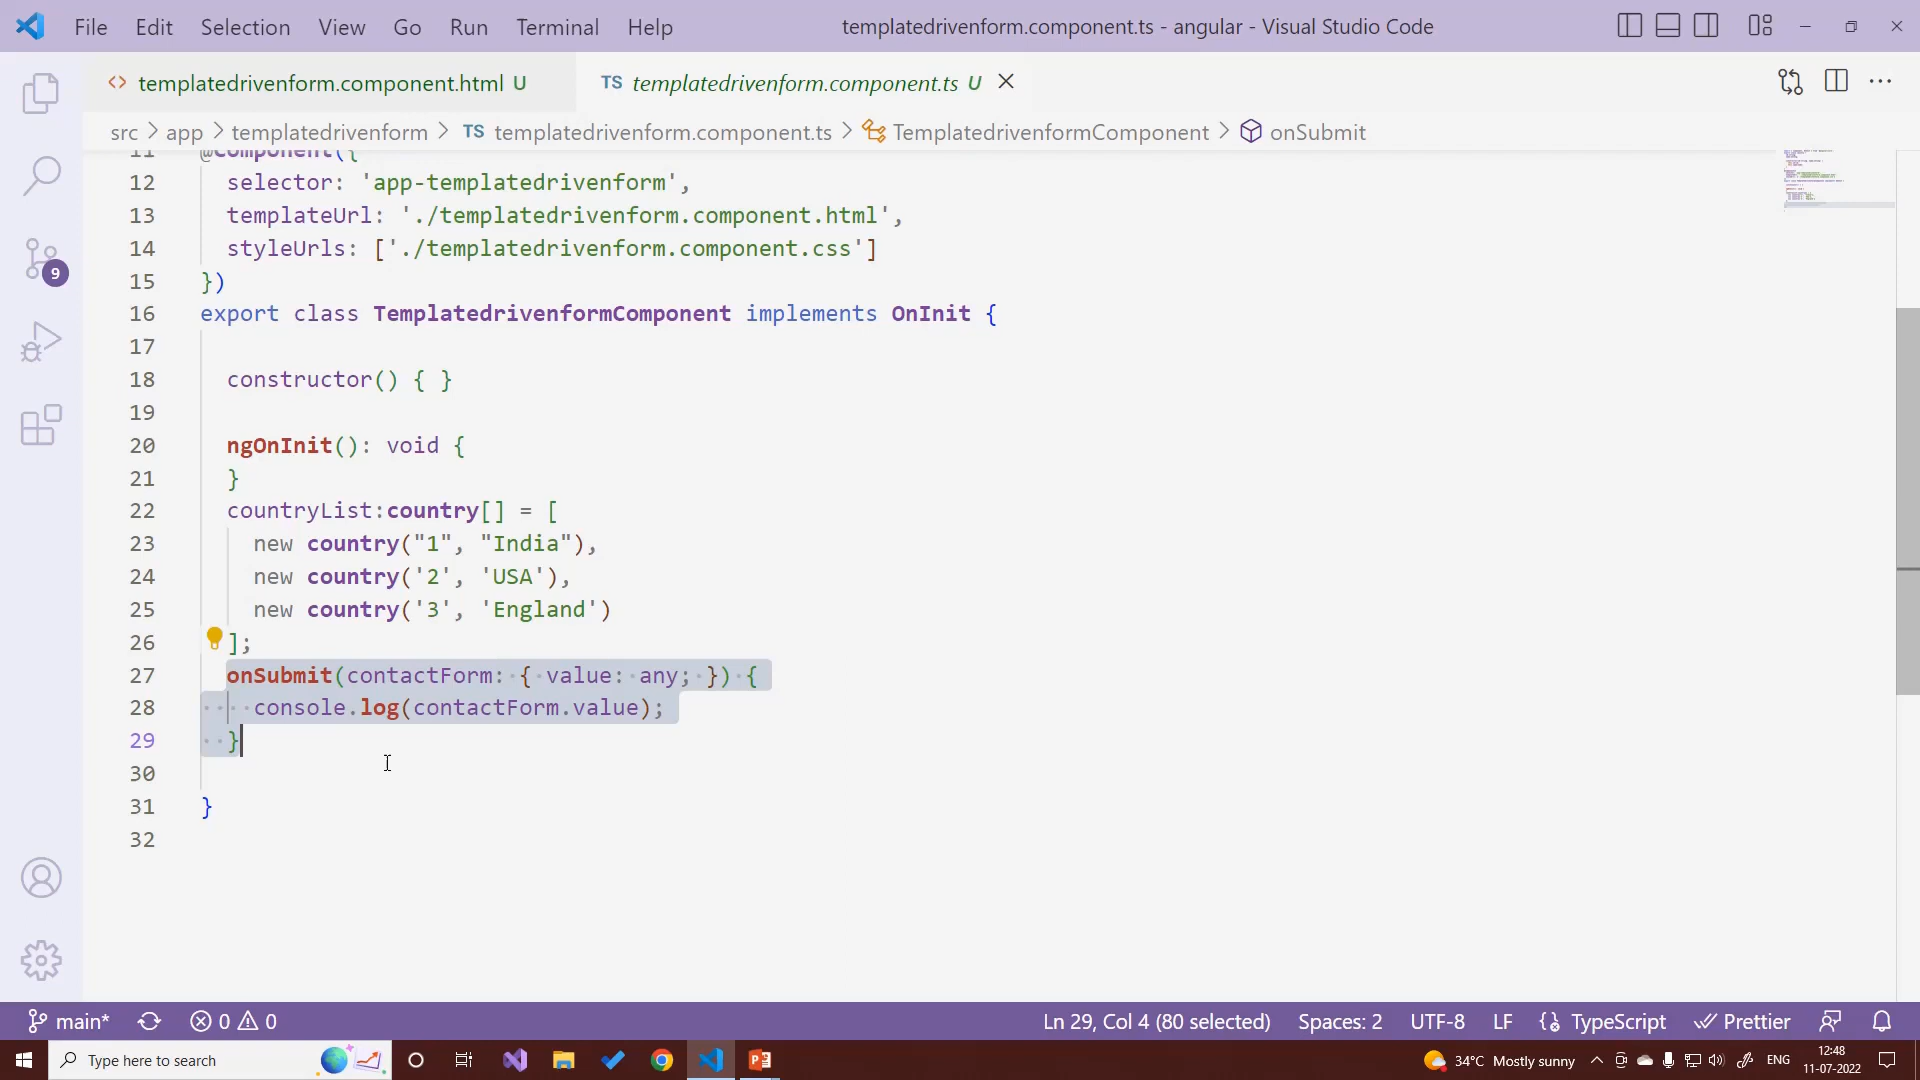 File Edit Selection View Go Run Terminal Help templatedrivenform.component.ts - angular - Visual Studio Code
<> templatedrivenform.component.html U TS templatedrivenform.component.ts U
src > app > templatedrivenform > TS templatedrivenform.component.ts > TemplatedrivenformComponent > onSubmit
11 @Component({
12 selector: 'app-templatedrivenform',
13 templateUrl: './templatedrivenform.component.html',
14 styleUrls: ['./templatedrivenform.component.css']
15 })
16 export class TemplatedrivenformComponent implements OnInit {
17
18 constructor() { }
19
20 ngOnInit(): void {
21 }
22 countryList:country[] = [
23 new country("1", "India"),
24 new country('2', 'USA'),
25 new country('3', 'England')
26 ];
27 onSubmit(contactForm: { value: any; }) {
28 console.log(contactForm.value);
29 }
30
31 }
32
9
main* 0 0 Ln 29, Col 4 (80 selected) Spaces: 2 UTF-8 LF {} TypeScript Prettier
Type here to search 34°C Mostly sunny ENG 12:48
11-07-2022